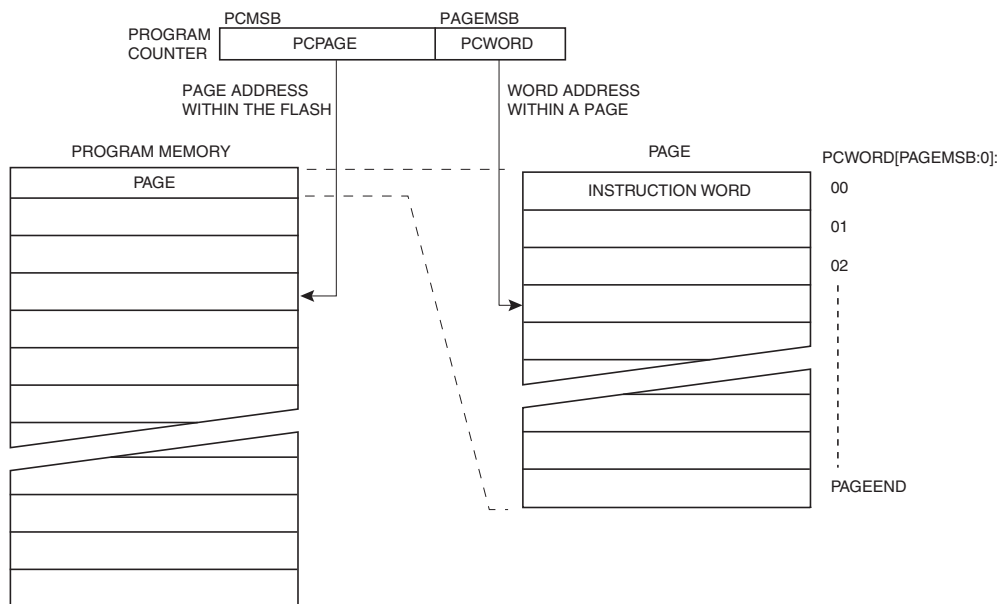 PCMSB PAGEMSB
PROGRAM
COUNTER
PCPAGE PCWORD
PAGE ADDRESS
WITHIN THE FLASH
WORD ADDRESS
WITHIN A PAGE
PROGRAM MEMORY
PAGE
PAGE
PCWORD[PAGEMSB:0]:
INSTRUCTION WORD
00
01
02
PAGEEND